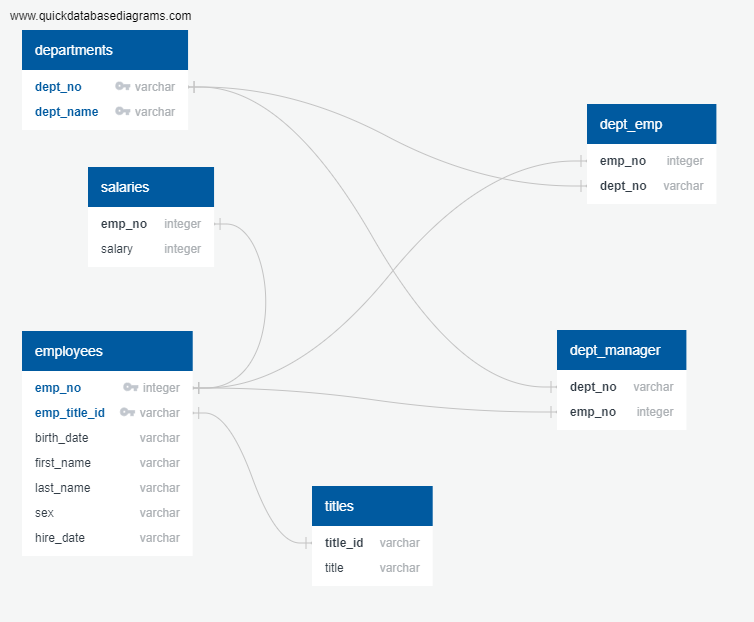 www.quickdatabasediagrams.com
departments
dept_no varchar
dept_name varchar
dept_emp
emp_no integer
dept_no varchar
salaries
emp_no integer
salary integer
employees
emp_no integer
emp_title_id varchar
birth_date varchar
first_name varchar
last_name varchar
sex varchar
hire_date varchar
dept_manager
dept_no varchar
emp_no integer
titles
title_id varchar
title varchar